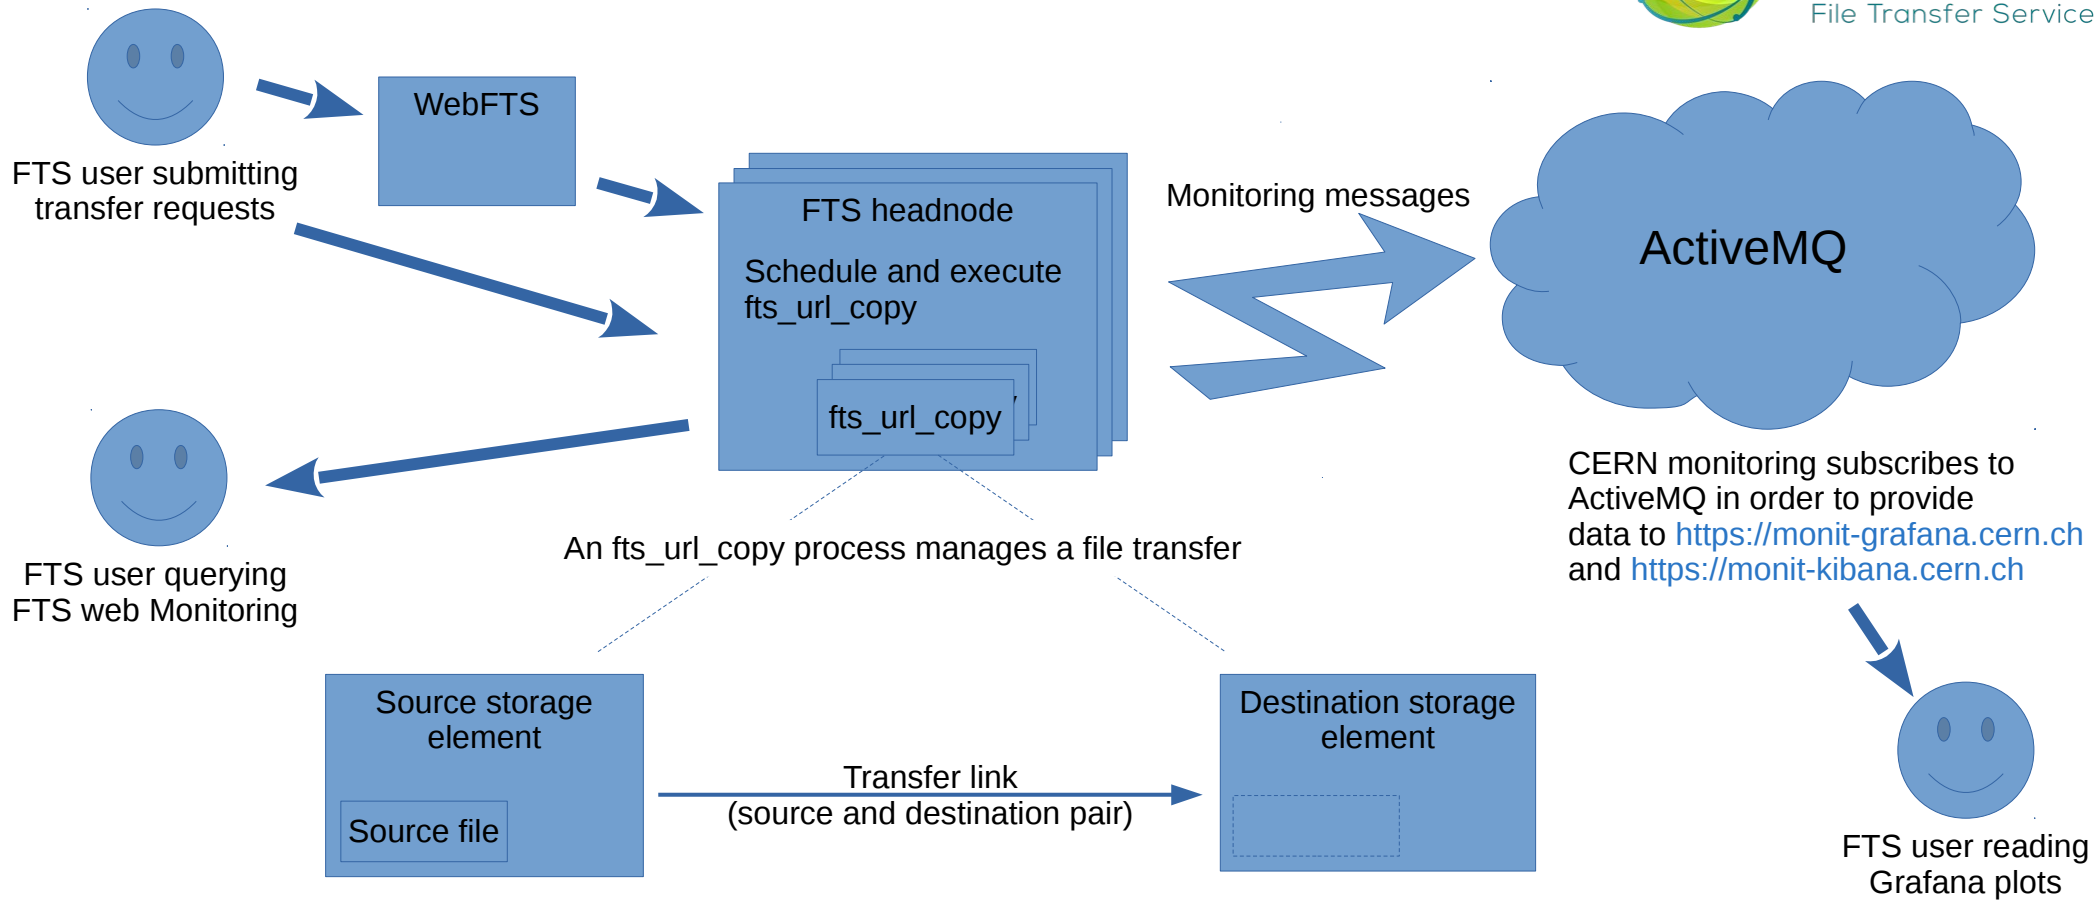 File Transfer Service
WebFTS
FTS user submitting
transfer requests
FTS headnode
Schedule and execute
fts_url_copy
fts_url_copy
Monitoring messages
ActiveMQ
CERN monitoring subscribes to
ActiveMQ in order to provide
data to https://monit-grafana.cern.ch
and https://monit-kibana.cern.ch
FTS user querying
FTS web Monitoring
An fts_url_copy process manages a file transfer
Source storage
element
Source file
Transfer link
(source and destination pair)
Destination storage
element
FTS user reading
Grafana plots